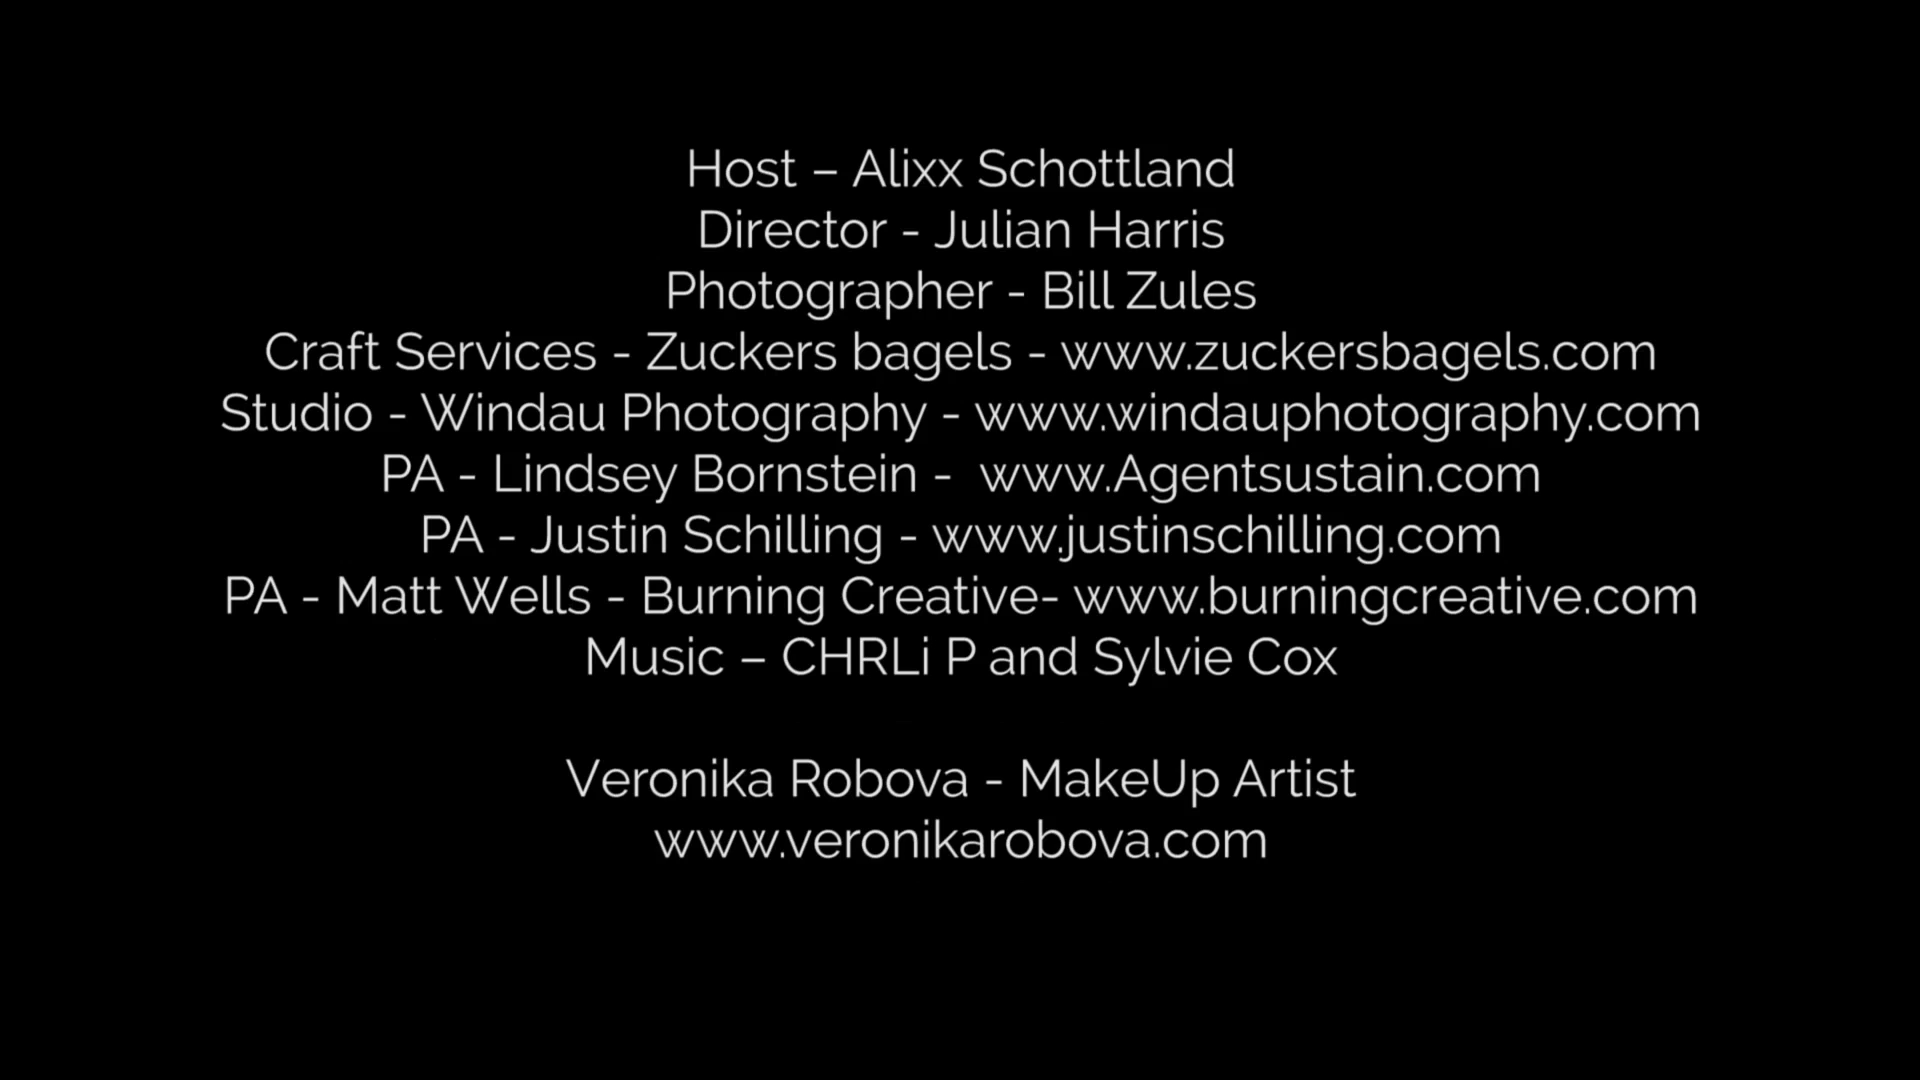 Host – Alixx Schottland
Director - Julian Harris
Photographer - Bill Zules
Craft Services - Zuckers bagels - www.zuckersbagels.com
Studio - Windau Photography - www.windauphotography.com
PA - Lindsey Bornstein -  www.Agentsustain.com
PA - Justin Schilling - www.justinschilling.com
PA - Matt Wells - Burning Creative- www.burningcreative.com
Music – CHRLi P and Sylvie Cox
Veronika Robova - MakeUp Artist
www.veronikarobova.com